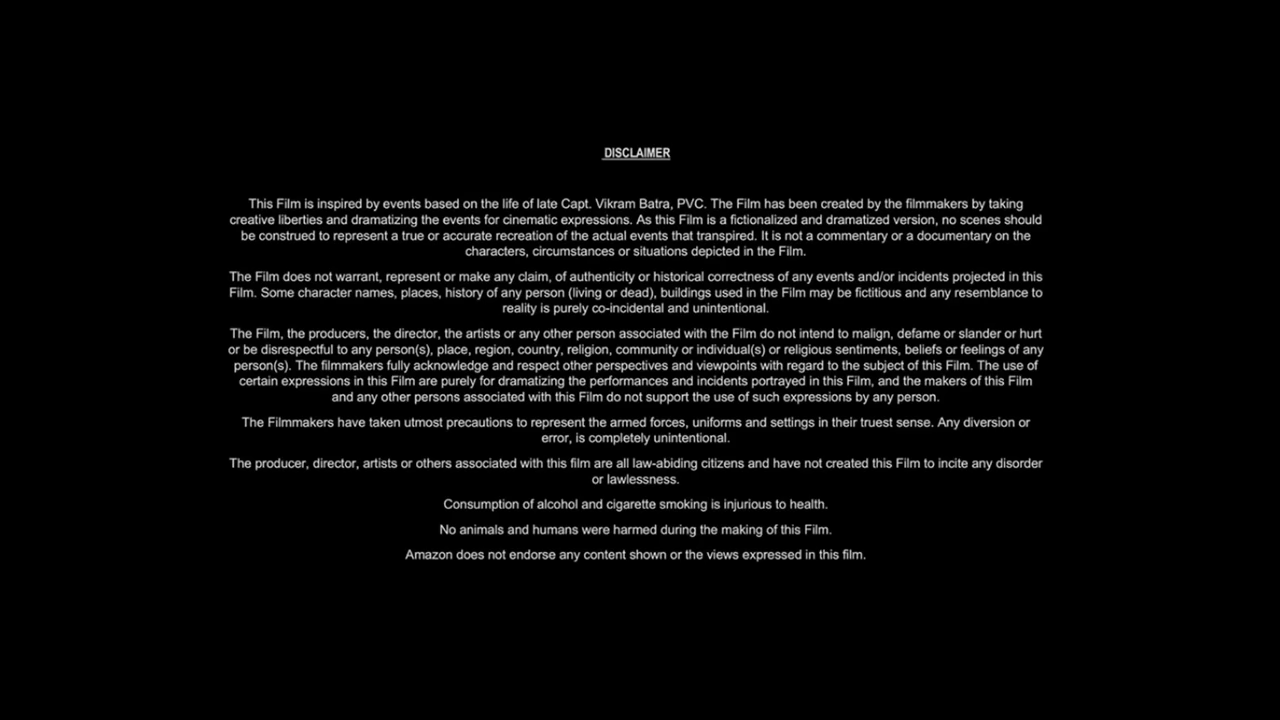 DISCLAIMER
This Film is inspired by events based on the life of late Capt. Vikram Batra, PVC. The Film has been created by the filmmakers by taking
creative liberties and dramatizing the events for cinematic expressions. As this Film is a fictionalized and dramatized version, no scenes should
be construed to represent a true or accurate recreation of the actual events that transpired. It is not a commentary or a documentary on the
characters, circumstances or situations depicted in the Film.
The Film does not warrant, represent or make any claim, of authenticity or historical correctness of any events and/or incidents projected in this
Film. Some character names, places, history of any person (living or dead), buildings used in the Film may be fictitious and any resemblance to
reality is purely co-incidental and unintentional.
The Film, the producers, the director, the artists or any other person associated with the Film do not intend to malign, defame or slander or hurt
or be disrespectful to any person(s), place, region, country, religion, community or individual(s) or religious sentiments, beliefs or feelings of any
person(s). The filmmakers fully acknowledge and respect other perspectives and viewpoints with regard to the subject of this Film. The use of
certain expressions in this Film are purely for dramatizing the performances and incidents portrayed in this Film, and the makers of this Film
and any other persons associated with this Film do not support the use of such expressions by any person.
The Filmmakers have taken utmost precautions to represent the armed forces, uniforms and settings in their truest sense. Any diversion or
error, is completely unintentional.
The producer, director, artists or others associated with this film are all law-abiding citizens and have not created this Film to incite any disorder
or lawlessness.
Consumption of alcohol and cigarette smoking is injurious to health.
No animals and humans were harmed during the making of this Film.
Amazon does not endorse any content shown or the views expressed in this film.